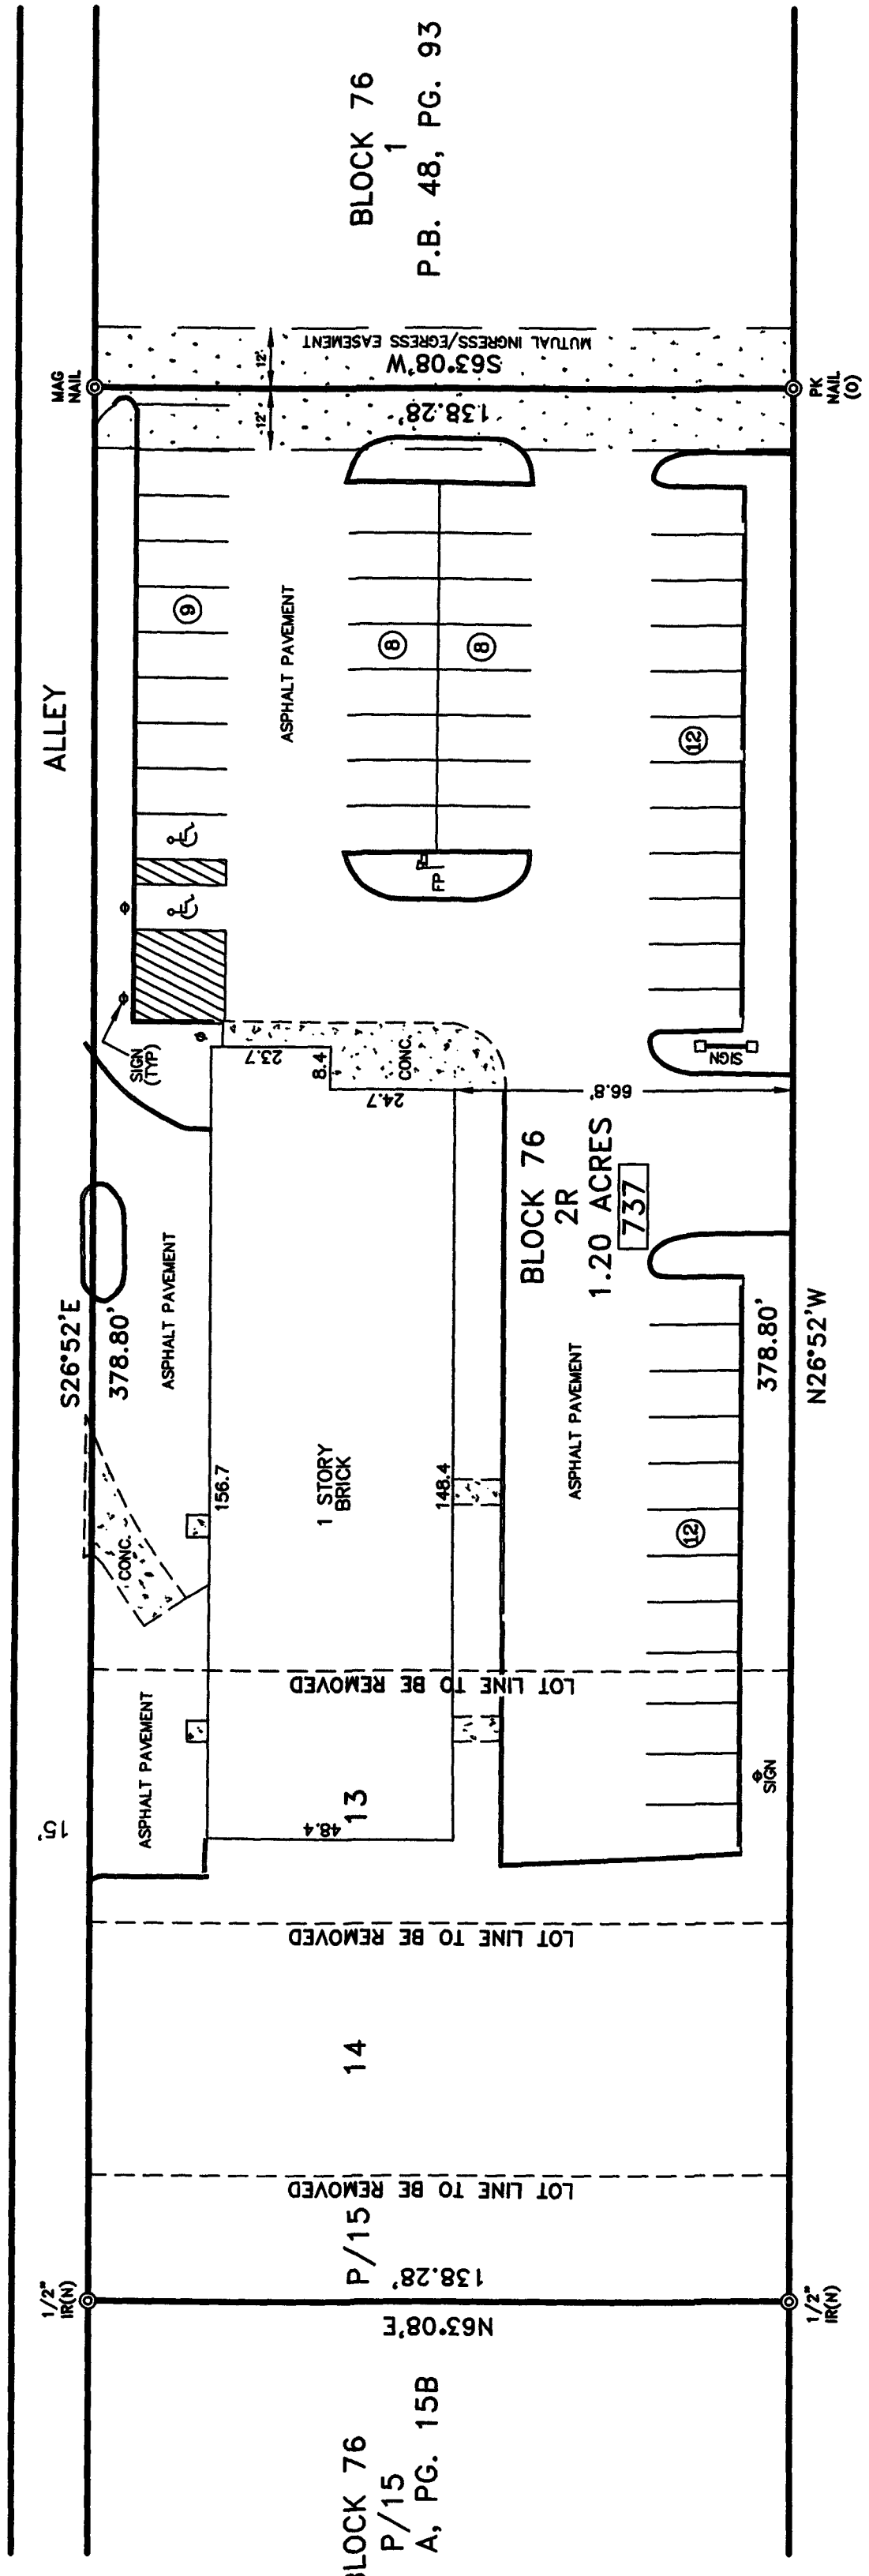 ALLEY
15'
S26°52'E
378.80'
MAG
NAIL
1/2"
IR(N)
BLOCK 76
1
P.B. 48, PG. 93
MUTUAL INGRESS/EGRESS EASEMENT
S63°08'W
138.28'
12'
12'
PK
NAIL
(O)
9
ASPHALT PAVEMENT
8
8
12
FP
SIGN
(TYP)
SIGN
CONC.
23.7
8.4
24.7
66.8'
BLOCK 76
2R
1.20 ACRES
737
ASPHALT PAVEMENT
CONC.
156.7
1 STORY
BRICK
148.4
ASPHALT PAVEMENT
12
378.80'
N26°52'W
LOT LINE TO BE REMOVED
ASPHALT PAVEMENT
48.4
13
SIGN
LOT LINE TO BE REMOVED
14
LOT LINE TO BE REMOVED
P/15
138.28'
N63°08'E
1/2"
IR(N)
BLOCK 76
P/15
A, PG. 15B